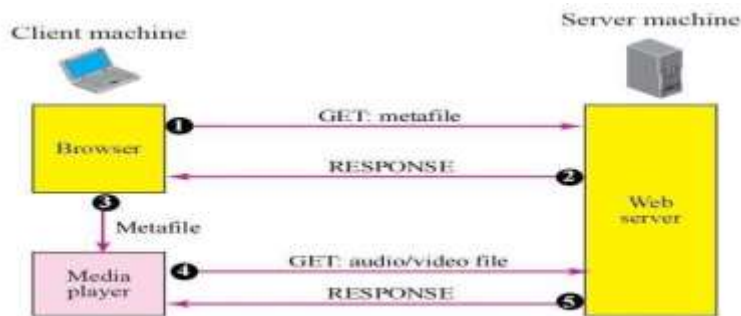 Server machine
Client machine
1
GET: metafile
Browser
RESPONSE
2
3
Web
server
Metafile
4
GET: audio/video file
Media
player
RESPONSE
5